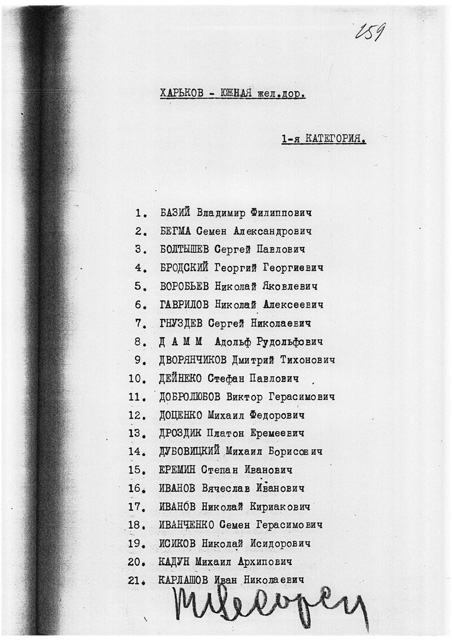 259
ХАРЬКОВ - ЮЖНАЯ жел.дор.
1-я КАТЕГОРИЯ.
1. БАЗИЙ Владимир Филиппович
2. БЕГМА Семен Александрович
3. БОЛТЫШЕВ Сергей Павлович
4. БРОДСКИЙ Георгий Георгиевич
5. ВОРОБЬЕВ Николай Яковлевич
6. ГАВРИЛОВ Николай Алексеевич
7. ГНУЗДЕВ Сергей Николаевич
8. Д А М М Адольф Рудольфович
9. ДВОРЯНЧИКОВ Дмитрий Тихонович
10. ДЕЙНЕКО Стефан Павлович
11. ДОБРОЛЮБОВ Виктор Герасимович
12. ДОЦЕНКО Михаил Федорович
13. ДРОЗДИК Платон Еремеевич
14. ДУБОВИЦКИЙ Михаил Борисович
15. ЕРЕМИН Степан Иванович
16. ИВАНОВ Вячеслав Иванович
17. ИВАНОВ Николай Кириакович
18. ИВАНЧЕНКО Семен Герасимович
19. ИСИКОВ Николай Исидорович
20. КАДУН Михаил Архипович
21. КАРЛАШОВ Иван Николаевич